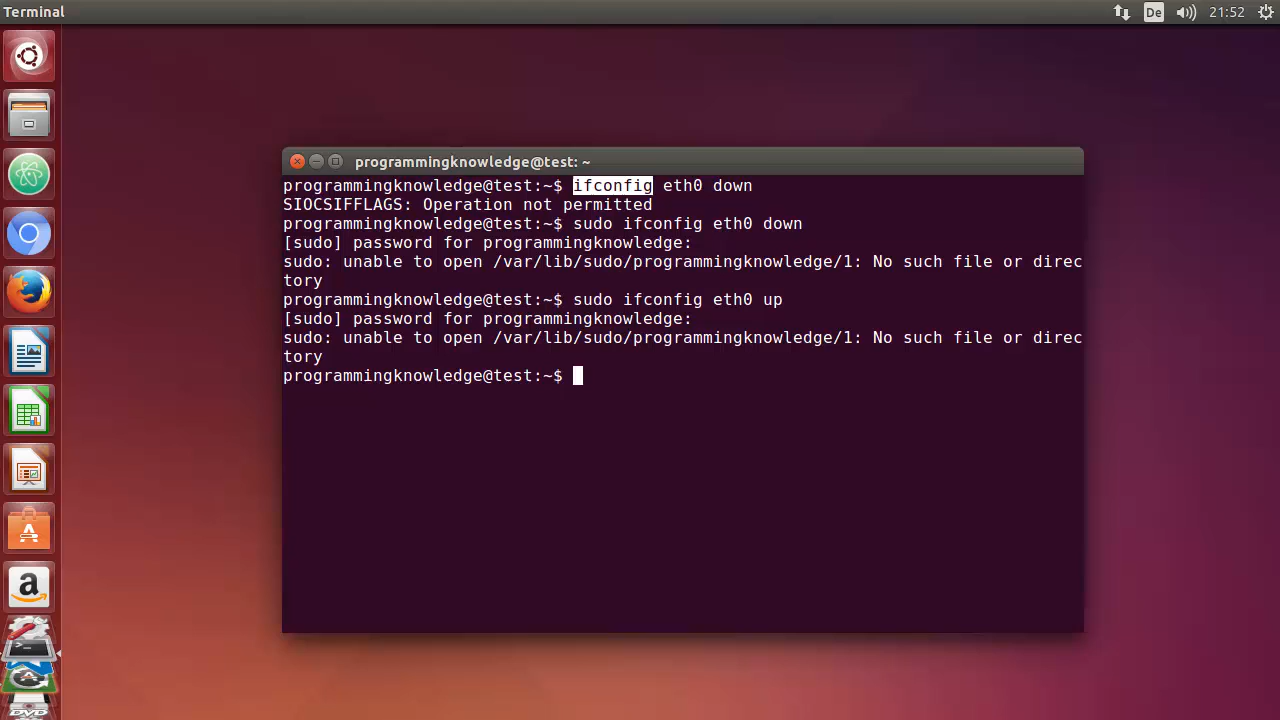 Terminal
De
21:52
programmingknowledge@test: ~
programmingknowledge@test:~$ ifconfig eth0 down
SIOCSIFFLAGS: Operation not permitted
programmingknowledge@test:~$ sudo ifconfig eth0 down
[sudo] password for programmingknowledge:
sudo: unable to open /var/lib/sudo/programmingknowledge/1: No such file or direc
tory
programmingknowledge@test:~$ sudo ifconfig eth0 up
[sudo] password for programmingknowledge:
sudo: unable to open /var/lib/sudo/programmingknowledge/1: No such file or direc
tory
programmingknowledge@test:~$
A
a
>_
A
DVD